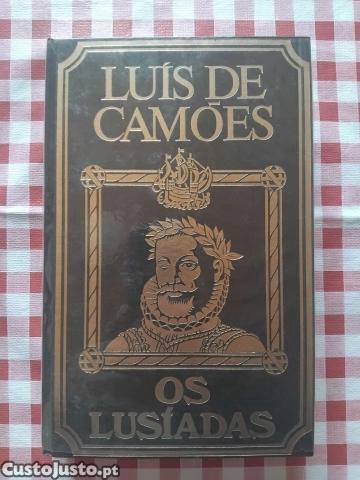 LUÍS DE
CAMÕES
OS
LUSÍADAS
CustoJusto.pt